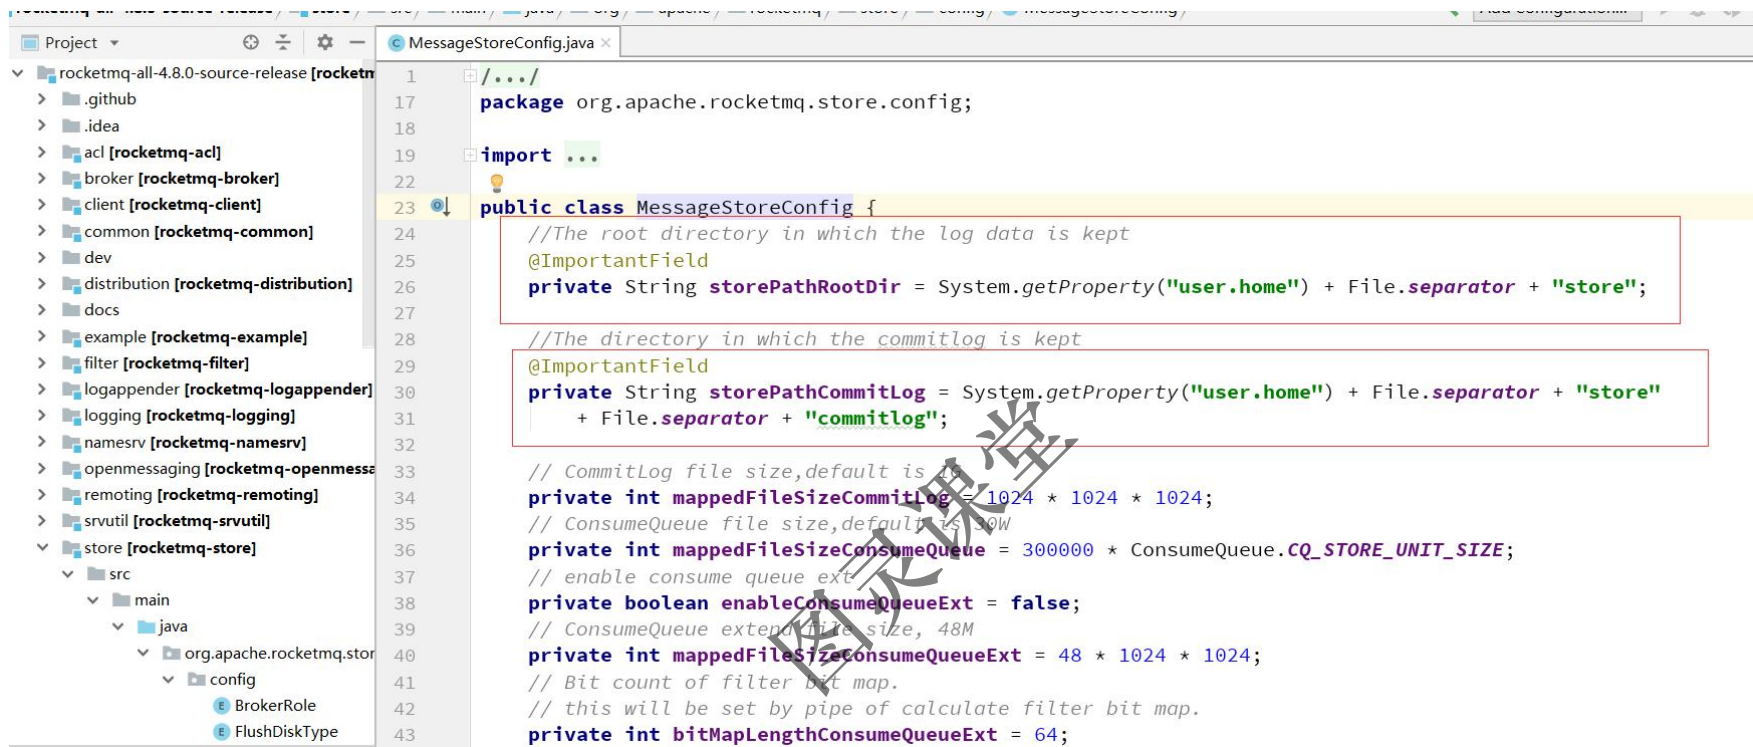 Project
rocketmq-all-4.8.0-source-release [rocketm
.github
.idea
acl [rocketmq-acl]
broker [rocketmq-broker]
client [rocketmq-client]
common [rocketmq-common]
dev
distribution [rocketmq-distribution]
docs
example [rocketmq-example]
filter [rocketmq-filter]
logappender [rocketmq-logappender]
logging [rocketmq-logging]
namesrv [rocketmq-namesrv]
openmessaging [rocketmq-openmessa
remoting [rocketmq-remoting]
srvutil [rocketmq-srvutil]
store [rocketmq-store]
src
main
java
org.apache.rocketmq.stor
config
BrokerRole
FlushDiskType
MessageStoreConfig.java
1 /.../
17 package org.apache.rocketmq.store.config;
18
19 import ...
22
23 public class MessageStoreConfig {
24 //The root directory in which the log data is kept
25 @ImportantField
26 private String storePathRootDir = System.getProperty("user.home") + File.separator + "store";
27
28 //The directory in which the commitlog is kept
29 @ImportantField
30 private String storePathCommitLog = System.getProperty("user.home") + File.separator + "store"
31 + File.separator + "commitlog";
32
33 // CommitLog file size,default is 1G
34 private int mappedFileSizeCommitLog = 1024 * 1024 * 1024;
35 // ConsumeQueue file size,default is 30W
36 private int mappedFileSizeConsumeQueue = 300000 * ConsumeQueue.CQ_STORE_UNIT_SIZE;
37 // enable consume queue ext
38 private boolean enableConsumeQueueExt = false;
39 // ConsumeQueue extend file size, 48M
40 private int mappedFileSizeConsumeQueueExt = 48 * 1024 * 1024;
41 // Bit count of filter bit map.
42 // this will be set by pipe of calculate filter bit map.
43 private int bitMapLengthConsumeQueueExt = 64;
图灵课堂